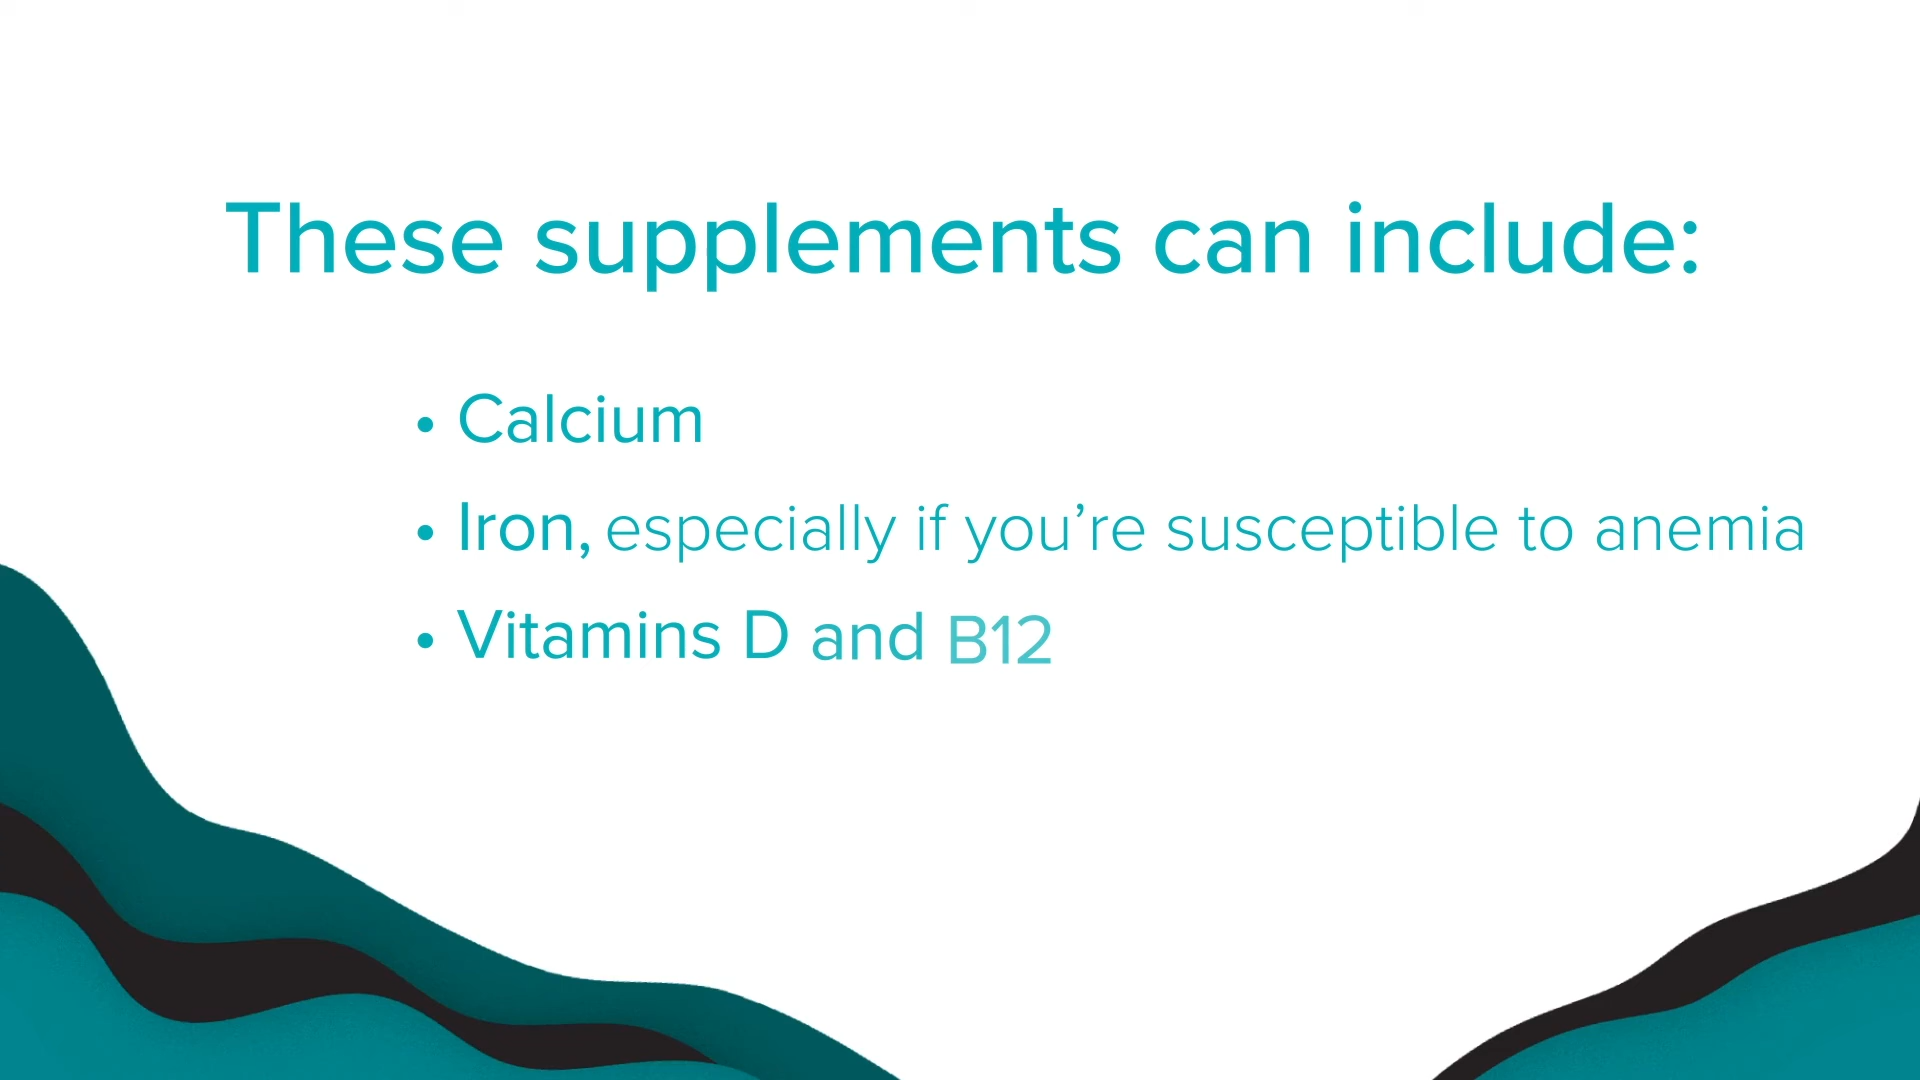 These supplements can include:
• Calcium
• Iron, especially if you’re susceptible to anemia
• Vitamins D and B12